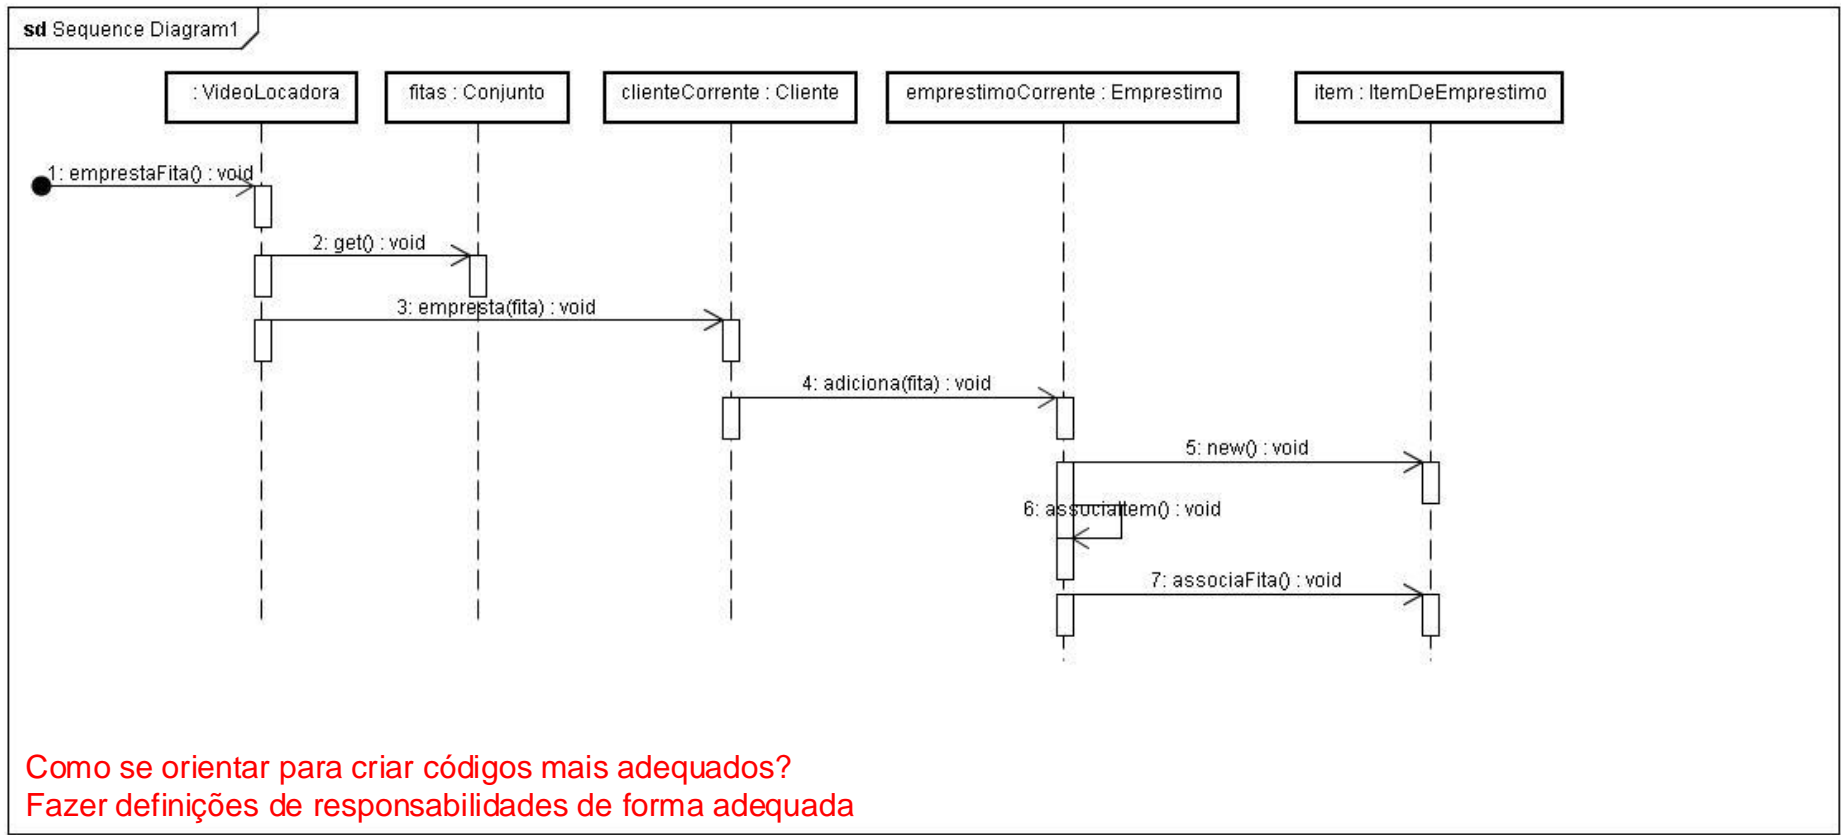 sd Sequence Diagram1
: VideoLocadora
fitas : Conjunto
clienteCorrente : Cliente
emprestimoCorrente : Emprestimo
item : ItemDeEmprestimo
1: emprestaFita() : void
2: get() : void
3: empresta(fita) : void
4: adiciona(fita) : void
5: new() : void
6: associaItem() : void
7: associaFita() : void
Como se orientar para criar códigos mais adequados?
Fazer definições de responsabilidades de forma adequada